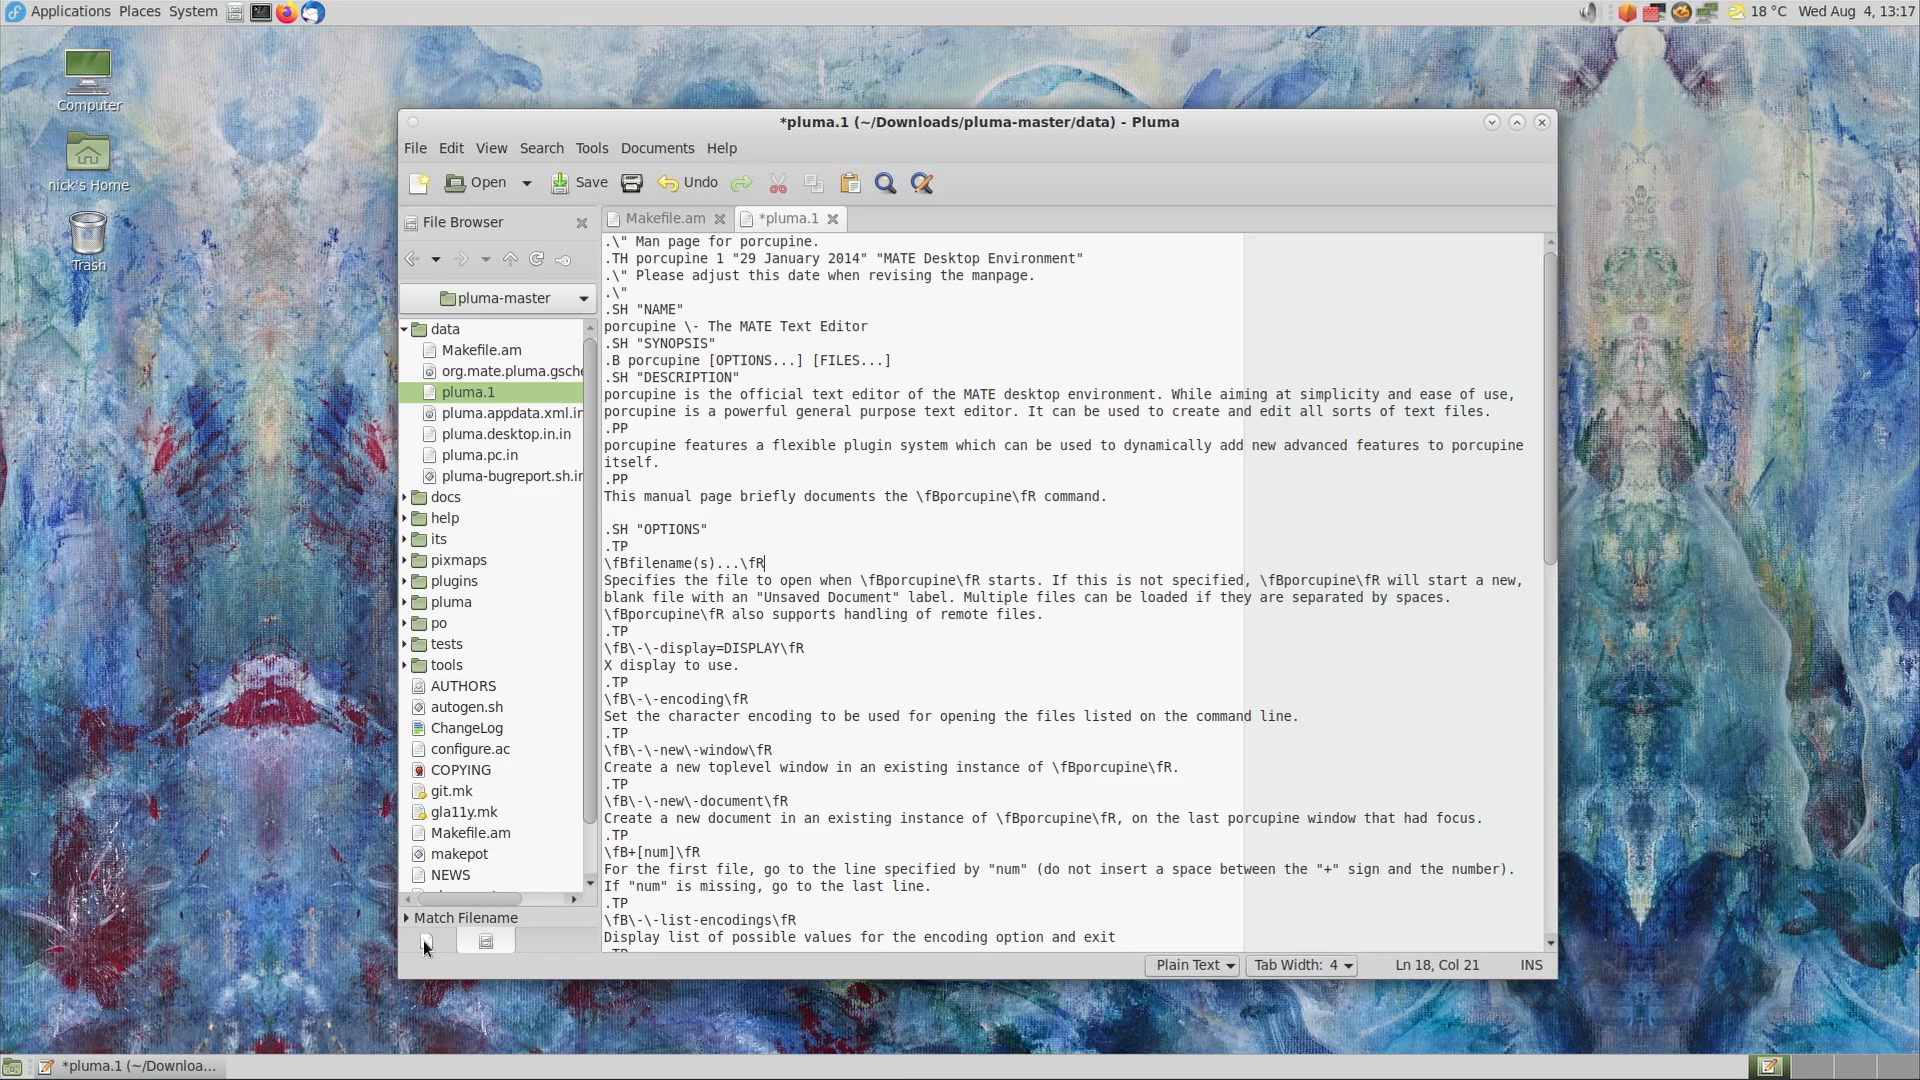 Applications Places System
18 °C Wed Aug 4, 13:17
Computer
nick's Home
Trash
*pluma.1 (~/Downloads/pluma-master/data) - Pluma
File Edit View Search Tools Documents Help
Open Save Undo
File Browser
Makefile.am *pluma.1
pluma-master
data
Makefile.am
org.mate.pluma.gsche
pluma.1
pluma.appdata.xml.in
pluma.desktop.in.in
pluma.pc.in
pluma-bugreport.sh.in
docs
help
its
pixmaps
plugins
pluma
po
tests
tools
AUTHORS
autogen.sh
ChangeLog
configure.ac
COPYING
git.mk
gla11y.mk
Makefile.am
makepot
NEWS
Match Filename
.\" Man page for porcupine.
.TH porcupine 1 "29 January 2014" "MATE Desktop Environment"
.\" Please adjust this date when revising the manpage.
.\"
.SH "NAME"
porcupine \- The MATE Text Editor
.SH "SYNOPSIS"
.B porcupine [OPTIONS...] [FILES...]
.SH "DESCRIPTION"
porcupine is the official text editor of the MATE desktop environment. While aiming at simplicity and ease of use,
porcupine is a powerful general purpose text editor. It can be used to create and edit all sorts of text files.
.PP
porcupine features a flexible plugin system which can be used to dynamically add new advanced features to porcupine
itself.
.PP
This manual page briefly documents the \fBporcupine\fR command.
.SH "OPTIONS"
.TP
\fBfilename(s)...\fR
Specifies the file to open when \fBporcupine\fR starts. If this is not specified, \fBporcupine\fR will start a new,
blank file with an "Unsaved Document" label. Multiple files can be loaded if they are separated by spaces.
\fBporcupine\fR also supports handling of remote files.
.TP
\fB\-\-display=DISPLAY\fR
X display to use.
.TP
\fB\-\-encoding\fR
Set the character encoding to be used for opening the files listed on the command line.
.TP
\fB\-\-new\-window\fR
Create a new toplevel window in an existing instance of \fBporcupine\fR.
.TP
\fB\-\-new\-document\fR
Create a new document in an existing instance of \fBporcupine\fR, on the last porcupine window that had focus.
.TP
\fB+[num]\fR
For the first file, go to the line specified by "num" (do not insert a space between the "+" sign and the number).
If "num" is missing, go to the last line.
.TP
\fB\-\-list-encodings\fR
Display list of possible values for the encoding option and exit
Plain Text Tab Width: 4 Ln 18, Col 21 INS
*pluma.1 (~/Downloa...